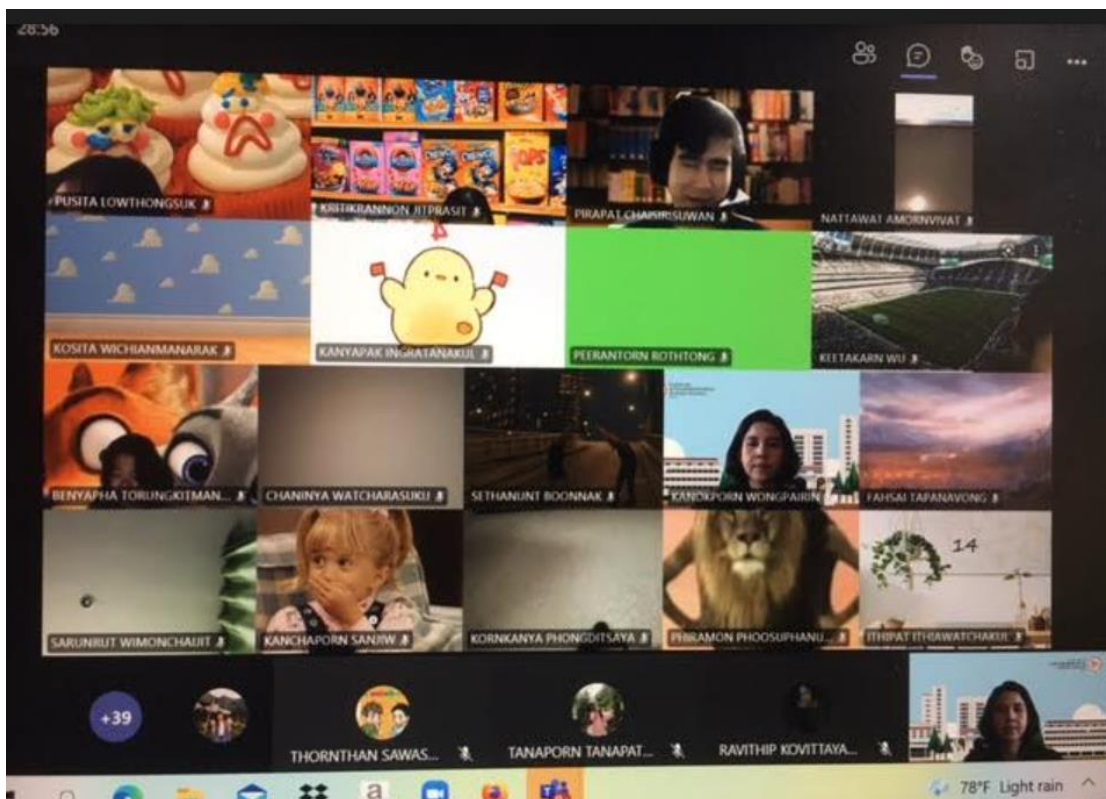 28:56
PUSITA LOWTHONGSUK
KRITIKRANNON JITPRASIT
PIRAPAT CHAISIRISUWAN
NATTAWAT AMORNVIVAT
KOSITA WICHIANMANARAK
KANYAPAK INGRATANAKUL
PEERANTORN ROTHTONG
KEETAKARN WU
BENYAPHA TORUNGKITMAN...
CHANINYA WATCHARASUKIJ
SETHANUNT BOONNAK
KANOKPORN WONGPAIRIN
FAHSAI TAPANAVONG
SARUNRUT WIMONCHAIJIT
KANCHAPORN SANJIW
KORNKANYA PHONGDITSAYA
PHIRAMON PHOOSUPHANU...
14
ITHIPAT ITHIAWATCHAKUL
+39
THORNTHAN SAWAS...
TANAPORN TANAPAT...
RAVITHIP KOVITTAYA...
78°F Light rain